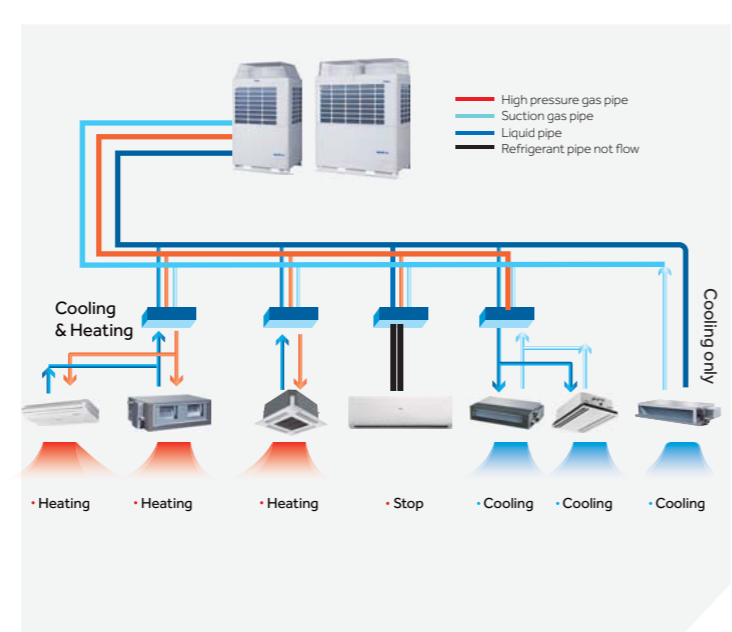 High pressure gas pipe
Suction gas pipe
Liquid pipe
Refrigerant pipe not flow
Cooling
& Heating
Cooling only
• Heating
• Heating
• Heating
• Stop
• Cooling
• Cooling
• Cooling